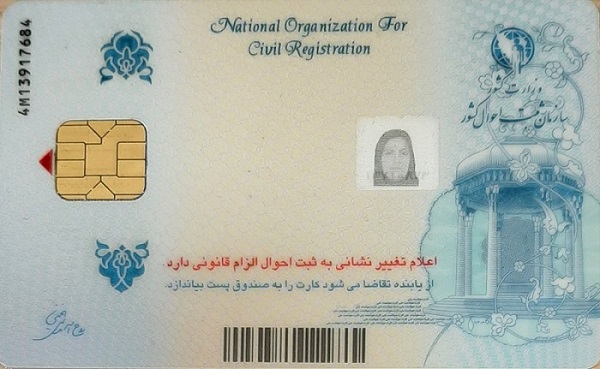 National Organization For
Civil Registration
4M13917684
وزارت کشور
سازمان ثبت احوال کشور
اعلام تغییر نشانی به ثبت احوال الزام قانونی دارد.
از یابنده تقاضا می شود کارت را به صندوق پست بیاندازد.